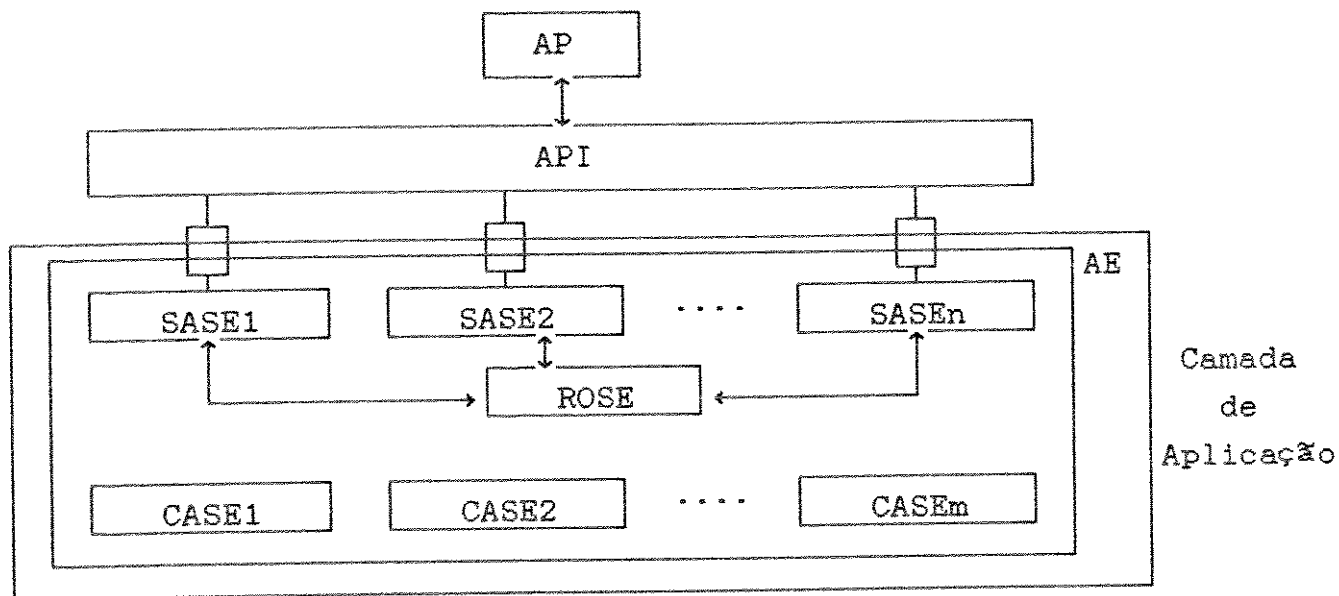 AP
API
AE
SASE1
SASE2
....
SASEn
ROSE
Camada
de
Aplicação
CASE1
CASE2
....
CASEm